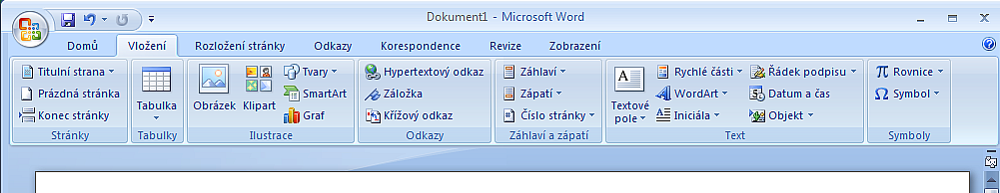 Dokument1 - Microsoft Word
Domů Vložení Rozložení stránky Odkazy Korespondence Revize Zobrazení
Titulní strana
Prázdná stránka
Konec stránky
Stránky
Tabulka
Tabulky
Obrázek
Klipart
Tvary
SmartArt
Graf
Ilustrace
Hypertextový odkaz
Záložka
Křížový odkaz
Odkazy
Záhlaví
Zápatí
Číslo stránky
Záhlaví a zápatí
Textové
pole
Rychlé části
WordArt
Iniciála
Řádek podpisu
Datum a čas
Objekt
Text
Rovnice
Symbol
Symboly